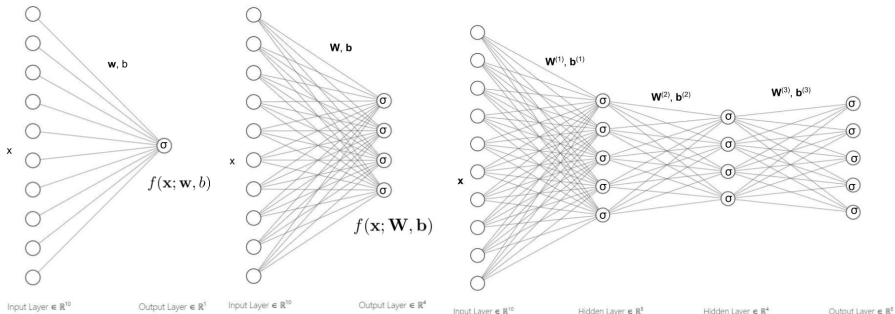 w, b
x
σ
f(x; w, b)
Input Layer ∈ ℝ¹⁰
Output Layer ∈ ℝ¹
W, b
x
σ
σ
σ
σ
f(x; W, b)
Input Layer ∈ ℝ¹⁰
Output Layer ∈ ℝ⁴
W⁽¹⁾, b⁽¹⁾
W⁽²⁾, b⁽²⁾
W⁽³⁾, b⁽³⁾
x
σ
σ
σ
σ
σ
σ
σ
σ
σ
σ
σ
σ
σ
σ
Input Layer ∈ ℝ¹⁰
Hidden Layer ∈ ℝ⁵
Hidden Layer ∈ ℝ⁴
Output Layer ∈ ℝ⁵